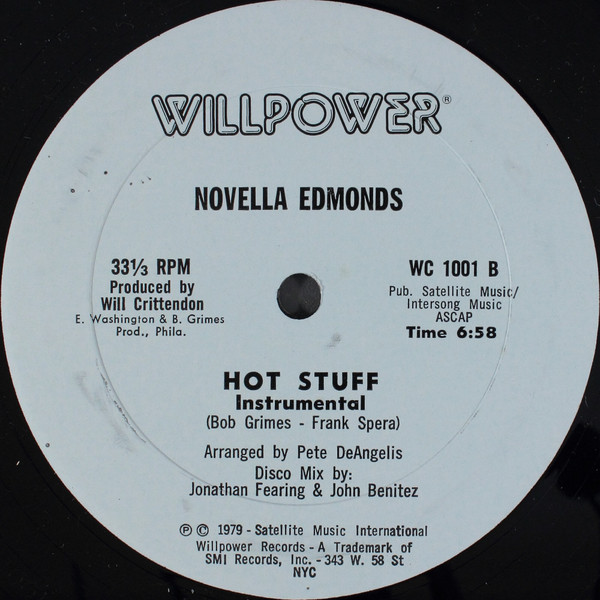 WILLPOWER®
NOVELLA EDMONDS
33⅓ RPM
Produced by
Will Crittendon
E. Washington & B. Grimes
Prod., Phila.
WC 1001 B
Pub. Satellite Music/
Intersong Music
ASCAP
Time 6:58
HOT STUFF
Instrumental
(Bob Grimes - Frank Spera)
Arranged by Pete DeAngelis
Disco Mix by:
Jonathan Fearing & John Benitez
℗ © 1979 - Satellite Music International
Willpower Records - A Trademark of
SMI Records, Inc. - 343 W. 58 St
NYC